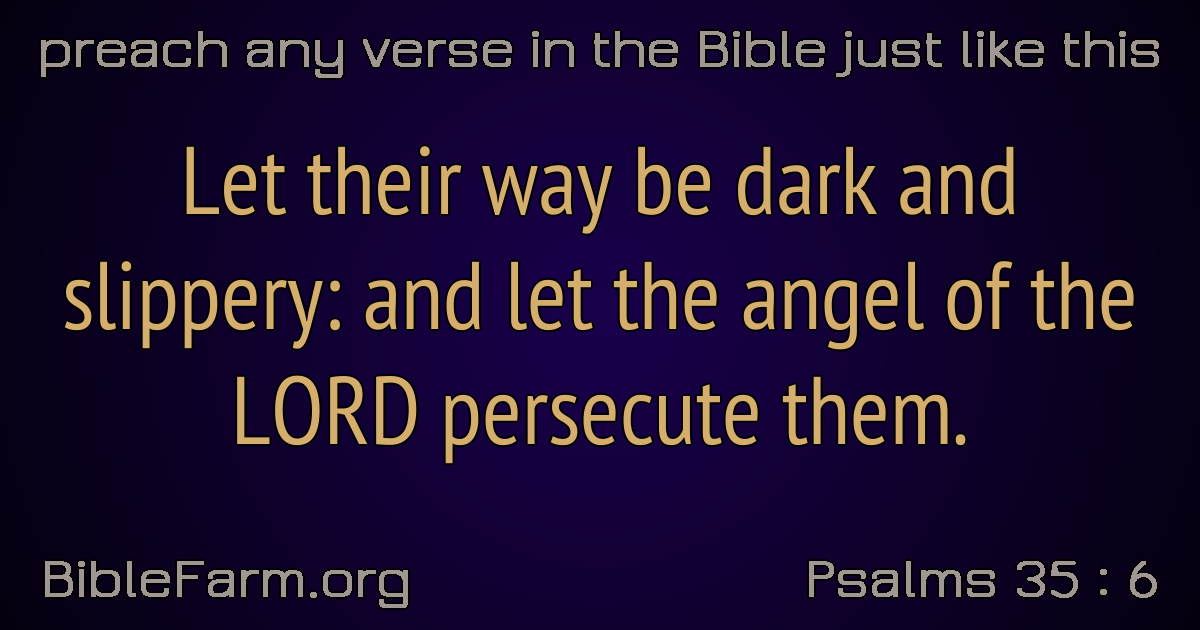 preach any verse in the Bible just like this
Let their way be dark and
slippery: and let the angel of the
LORD persecute them.
BibleFarm.org
Psalms 35 : 6